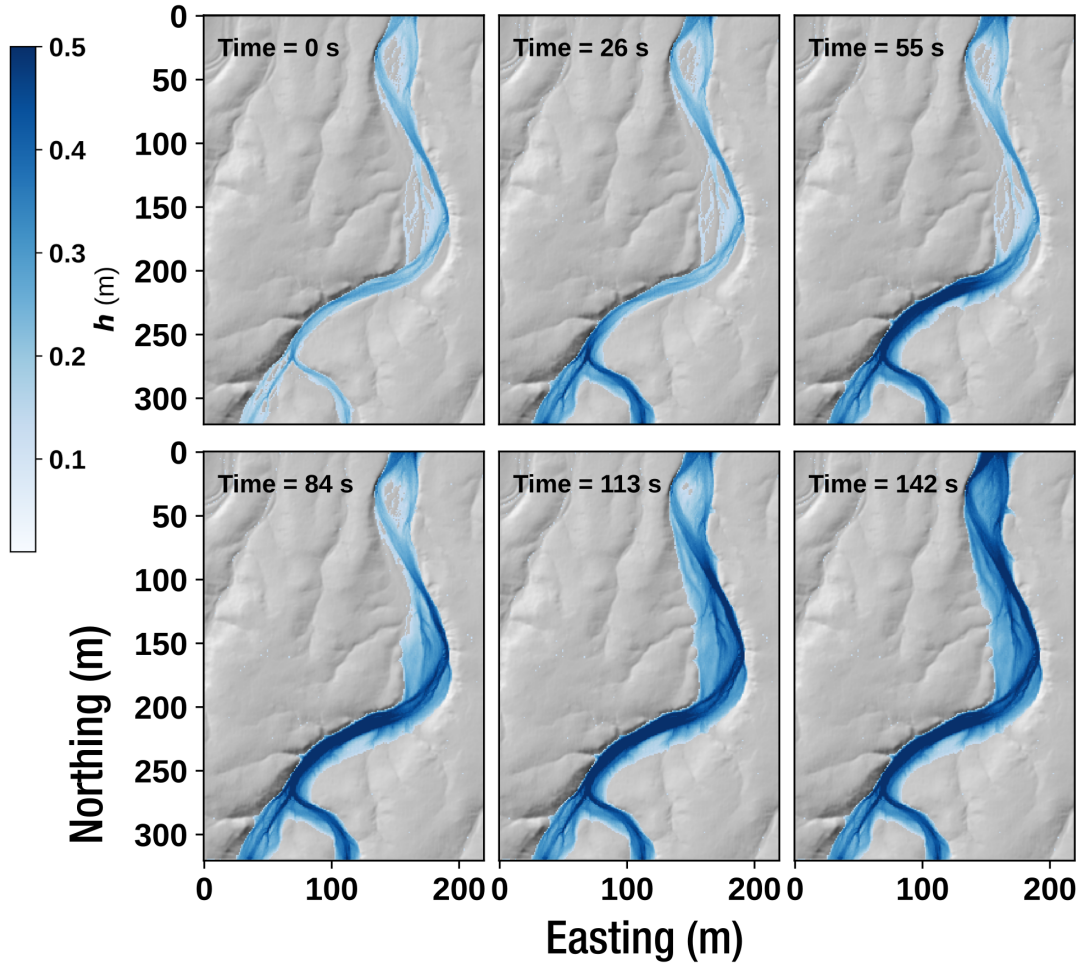 0.5
0.4
0.3
0.2
0.1
h (m)
0
50
100
150
200
250
300
Time = 0 s
Time = 26 s
Time = 55 s
0
50
100
150
200
250
300
Time = 84 s
Time = 113 s
Time = 142 s
0 100 200 0 100 200 0 100 200
Northing (m)
Easting (m)